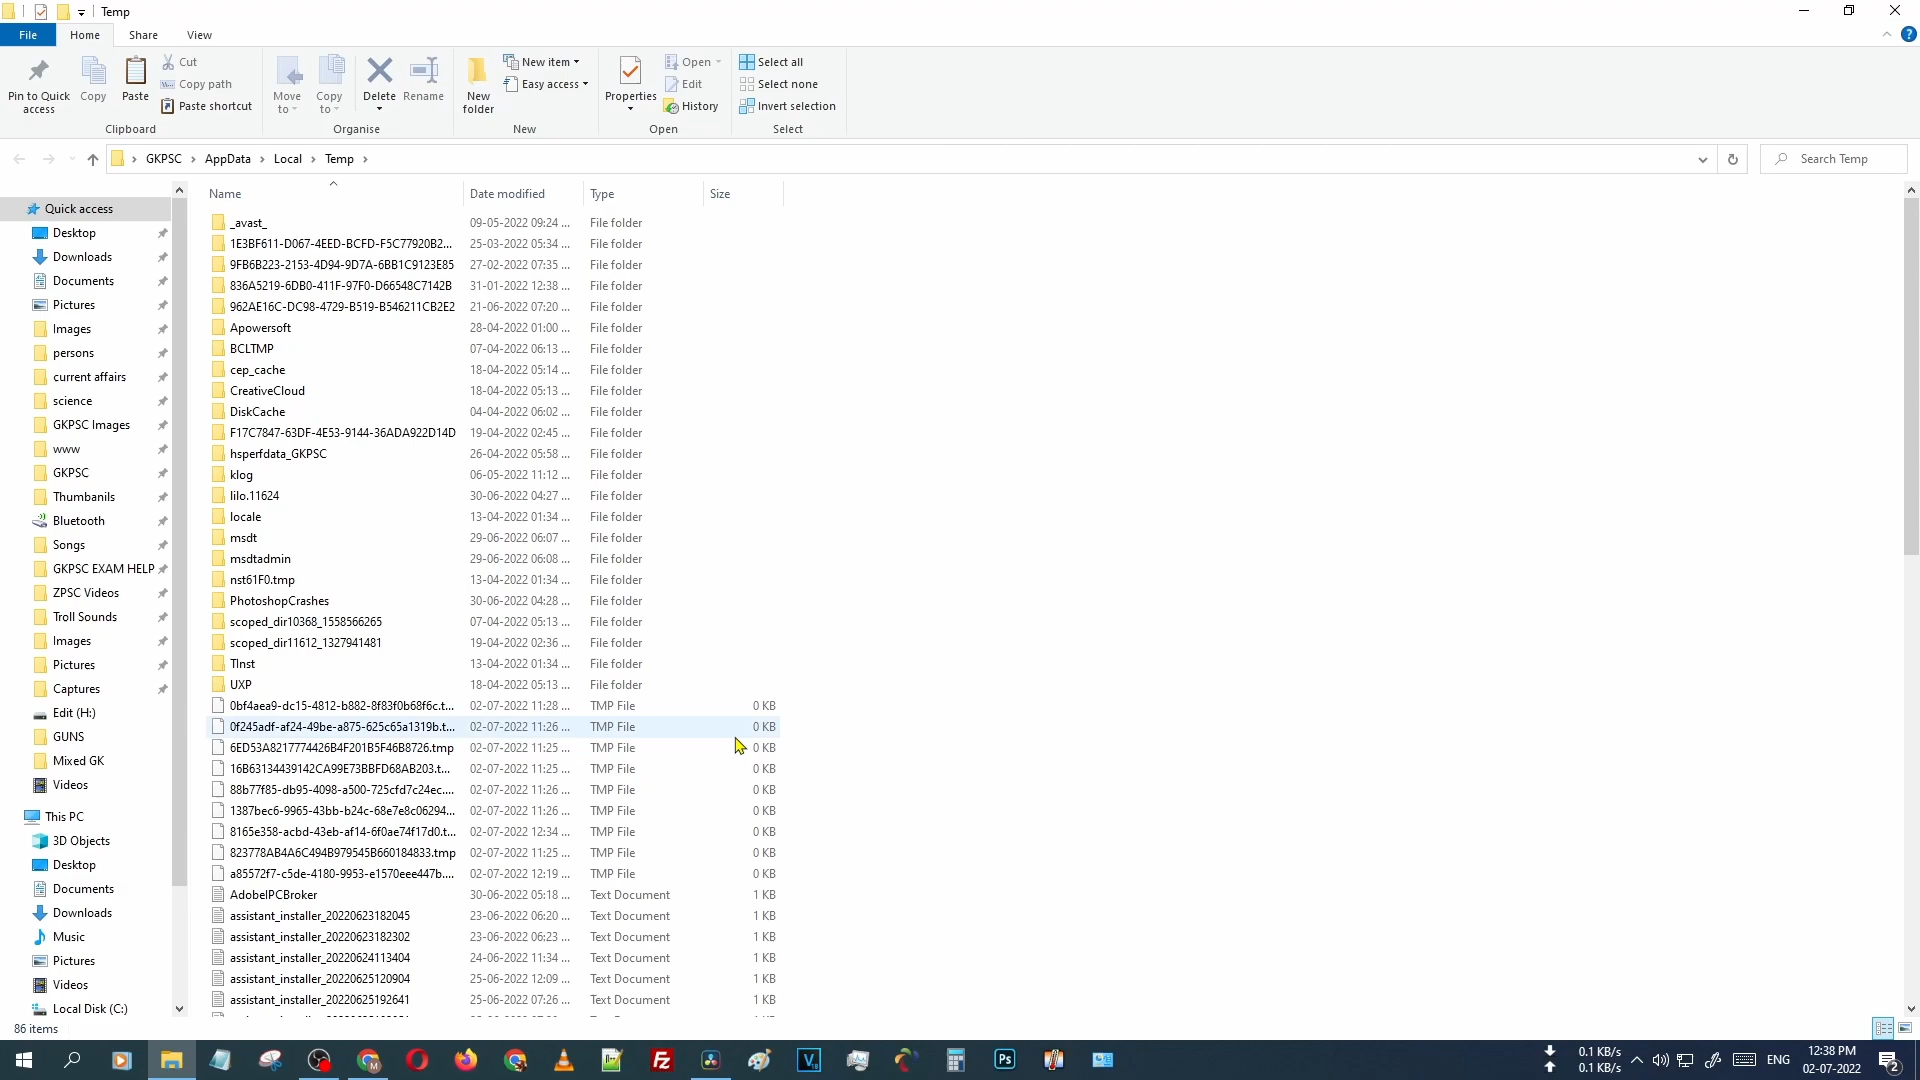 Temp
File
Home
Share
View
Pin to Quick access
Copy
Paste
Cut
Copy path
Paste shortcut
Clipboard
Move to
Copy to
Delete
Rename
Organise
New folder
New item
Easy access
New
Properties
Open
Edit
History
Open
Select all
Select none
Invert selection
Select
GKPSC > AppData > Local > Temp >
Search Temp
Name Date modified Type Size
Quick access
Desktop
Downloads
Documents
Pictures
Images
persons
current affairs
science
GKPSC Images
www
GKPSC
Thumbanils
Bluetooth
Songs
GKPSC EXAM HELP
ZPSC Videos
Troll Sounds
Images
Pictures
Captures
Edit (H:)
GUNS
Mixed GK
Videos
This PC
3D Objects
Desktop
Documents
Downloads
Music
Pictures
Videos
Local Disk (C:)
_avast_ 09-05-2022 09:24 ... File folder
1E3BF611-D067-4EED-BCFD-F5C77920B2... 25-03-2022 05:34 ... File folder
9FB6B223-2153-4D94-9D7A-6BB1C9123E85 27-02-2022 07:35 ... File folder
836A5219-6DB0-411F-97F0-D66548C7142B 31-01-2022 12:38 ... File folder
962AE16C-DC98-4729-B519-B546211CB2E2 21-06-2022 07:20 ... File folder
Apowersoft 28-04-2022 01:00 ... File folder
BCLTMP 07-04-2022 06:13 ... File folder
cep_cache 18-04-2022 05:14 ... File folder
CreativeCloud 18-04-2022 05:13 ... File folder
DiskCache 04-04-2022 06:02 ... File folder
F17C7847-63DF-4E53-9144-36ADA922D14D 19-04-2022 02:45 ... File folder
hsperfdata_GKPSC 26-04-2022 05:58 ... File folder
klog 06-05-2022 11:12 ... File folder
lilo.11624 30-06-2022 04:27 ... File folder
locale 13-04-2022 01:34 ... File folder
msdt 29-06-2022 06:07 ... File folder
msdtadmin 29-06-2022 06:08 ... File folder
nst61F0.tmp 13-04-2022 01:34 ... File folder
PhotoshopCrashes 30-06-2022 04:28 ... File folder
scoped_dir10368_1558566265 07-04-2022 05:13 ... File folder
scoped_dir11612_1327941481 19-04-2022 02:36 ... File folder
TInst 13-04-2022 01:34 ... File folder
UXP 18-04-2022 05:13 ... File folder
0bf4aea9-dc15-4812-b882-8f83f0b68f6c.t... 02-07-2022 11:28 ... TMP File 0 KB
0f245adf-af24-49be-a875-625c65a1319b.t... 02-07-2022 11:26 ... TMP File 0 KB
6ED53A8217774426B4F201B5F46B8726.tmp 02-07-2022 11:25 ... TMP File 0 KB
16B63134439142CA99E73BBFD68AB203.t... 02-07-2022 11:25 ... TMP File 0 KB
88b77f85-db95-4098-a500-725cfd7c24ec.... 02-07-2022 11:26 ... TMP File 0 KB
1387bec6-9965-43bb-b24c-68e7e8c06294... 02-07-2022 11:26 ... TMP File 0 KB
8165e358-acbd-43eb-af14-6f0ae74f17d0.t... 02-07-2022 12:34 ... TMP File 0 KB
823778AB4A6C494B979545B660184833.tmp 02-07-2022 11:25 ... TMP File 0 KB
a85572f7-c5de-4180-9953-e1570eee447b.... 02-07-2022 12:19 ... TMP File 0 KB
AdobeIPCBroker 30-06-2022 05:18 ... Text Document 1 KB
assistant_installer_20220623182045 23-06-2022 06:20 ... Text Document 1 KB
assistant_installer_20220623182302 23-06-2022 06:23 ... Text Document 1 KB
assistant_installer_20220624113404 24-06-2022 11:34 ... Text Document 1 KB
assistant_installer_20220625120904 25-06-2022 12:09 ... Text Document 1 KB
assistant_installer_20220625192641 25-06-2022 07:26 ... Text Document 1 KB
86 items
0.1 KB/s
0.1 KB/s
ENG
12:38 PM
02-07-2022
2